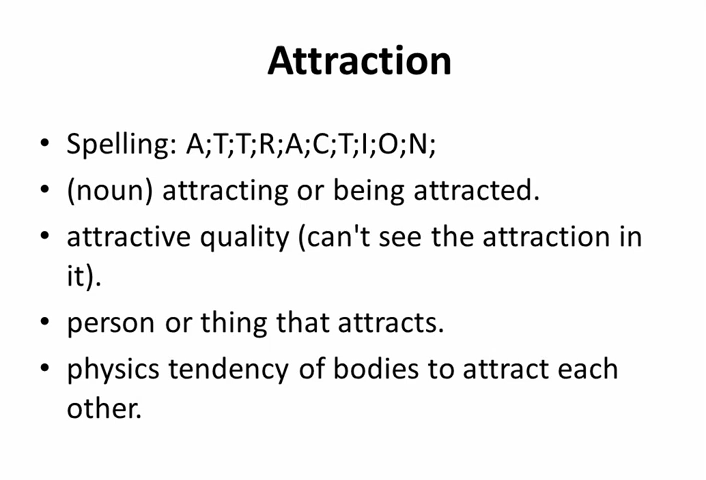 Attraction
• Spelling: A;T;T;R;A;C;T;I;O;N;
• (noun) attracting or being attracted.
• attractive quality (can't see the attraction in
it).
• person or thing that attracts.
• physics tendency of bodies to attract each
other.